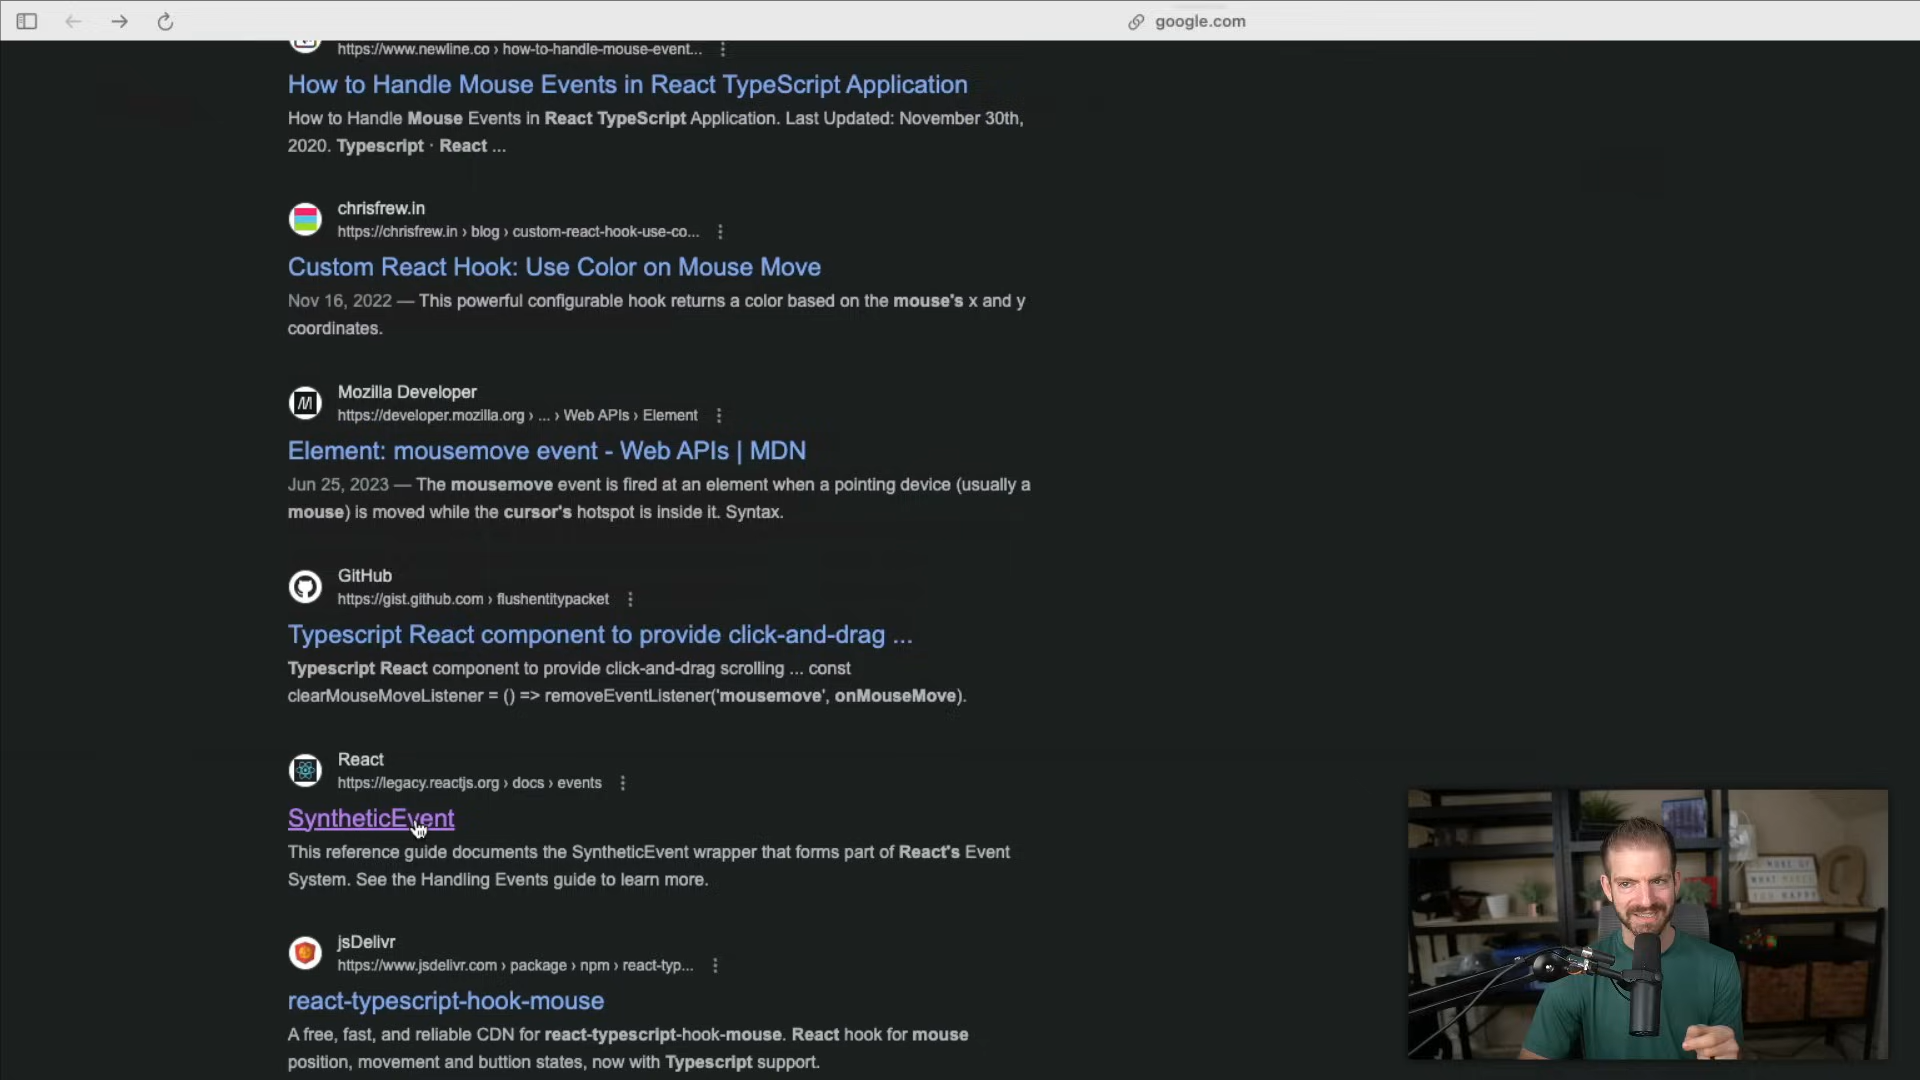 google.com
https://www.newline.co › how-to-handle-mouse-event...
How to Handle Mouse Events in React TypeScript Application
How to Handle Mouse Events in React TypeScript Application. Last Updated: November 30th,
2020. Typescript · React ...
chrisfrew.in
https://chrisfrew.in › blog › custom-react-hook-use-co...
Custom React Hook: Use Color on Mouse Move
Nov 16, 2022 — This powerful configurable hook returns a color based on the mouse's x and y
coordinates.
Mozilla Developer
https://developer.mozilla.org › ... › Web APIs › Element
Element: mousemove event - Web APIs | MDN
Jun 25, 2023 — The mousemove event is fired at an element when a pointing device (usually a
mouse) is moved while the cursor's hotspot is inside it. Syntax.
GitHub
https://gist.github.com › flushentitypacket
Typescript React component to provide click-and-drag ...
Typescript React component to provide click-and-drag scrolling ... const
clearMouseMoveListener = () => removeEventListener('mousemove', onMouseMove).
React
https://legacy.reactjs.org › docs › events
SyntheticEvent
This reference guide documents the SyntheticEvent wrapper that forms part of React's Event
System. See the Handling Events guide to learn more.
jsDelivr
https://www.jsdelivr.com › package › npm › react-typ...
react-typescript-hook-mouse
A free, fast, and reliable CDN for react-typescript-hook-mouse. React hook for mouse
position, movement and buttion states, now with Typescript support.
MORE OF
WHAT MAKES
YOU HAPPY